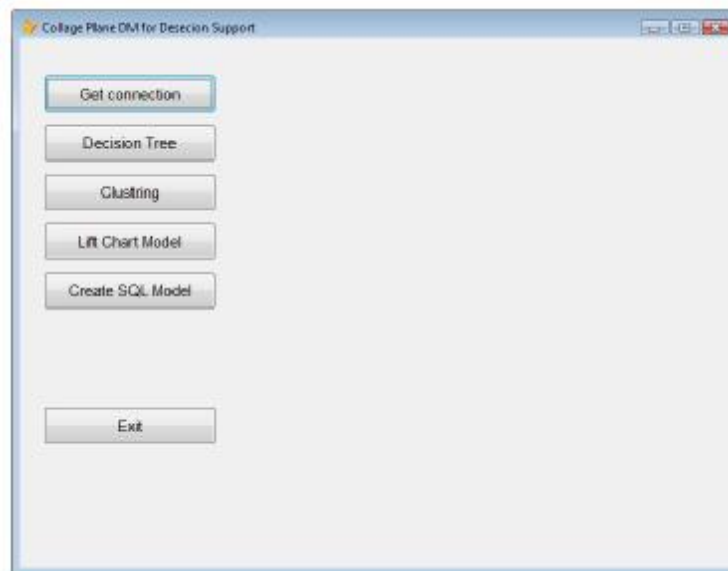 Collage Plane DM for Desecion Support
Get connection
Decision Tree
Clustring
Lift Chart Model
Create SQL Model
Exit